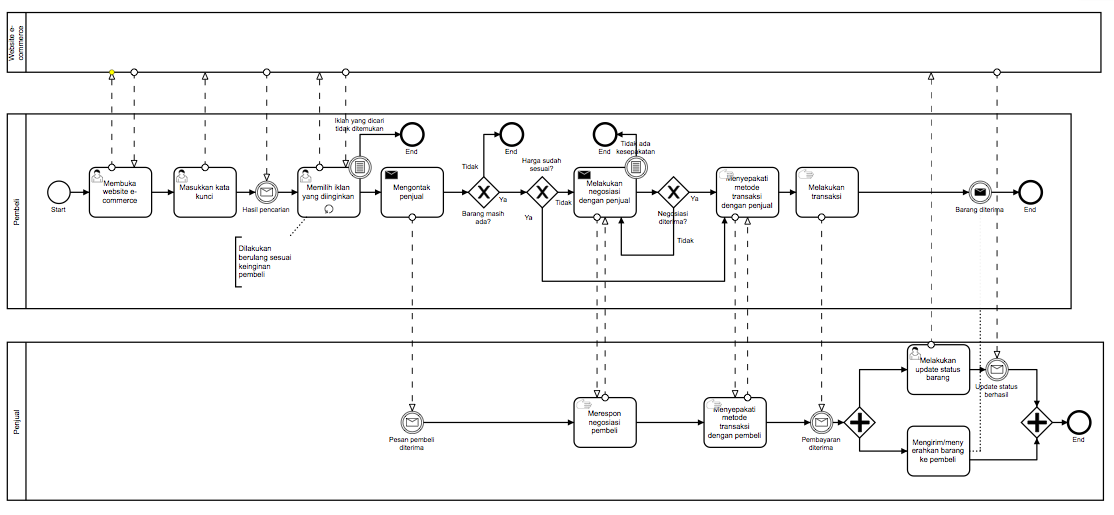 Website e-
commerce
Pembeli
Start
Membuka
website e-
commerce
Masukkan kata
kunci
Hasil pencarian
Memilih iklan
yang diinginkan
Dilakukan
berulang sesuai
keinginan
pembeli
Iklan yang dicari
tidak ditemukan
End
Mengontak
penjual
Barang masih
ada?
Tidak
End
Ya
Harga sudah
sesuai?
Tidak
Ya
Melakukan
negosiasi
dengan penjual
Tidak ada
kesepakatan
End
Negosiasi
diterima?
Ya
Tidak
Menyepakati
metode
transaksi
dengan penjual
Melakukan
transaksi
Barang diterima
End
Penjual
Pesan pembeli
diterima
Merespon
negosiasi
pembeli
Menyepakati
metode
transaksi
dengan pembeli
Pembayaran
diterima
Melakukan
update status
barang
Update status
berhasil
Mengirim/meny
erahkan barang
ke pembeli
End